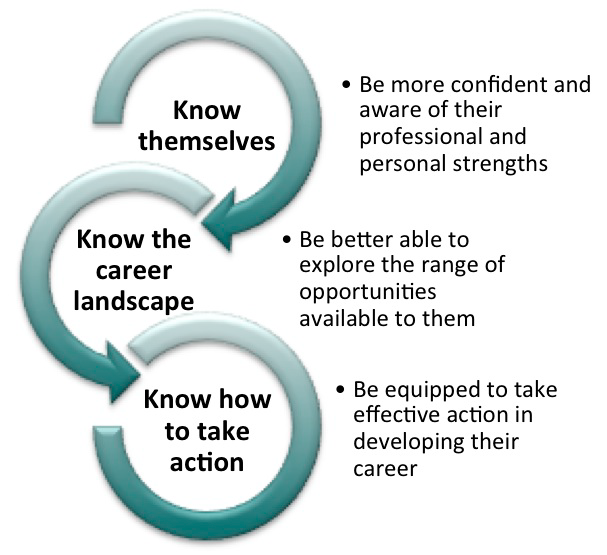 Know
themselves
• Be more confident and
aware of their
professional and
personal strengths
Know the
career
landscape
• Be better able to
explore the range of
opportunities
available to them
Know how
to take
action
• Be equipped to take
effective action in
developing their
career